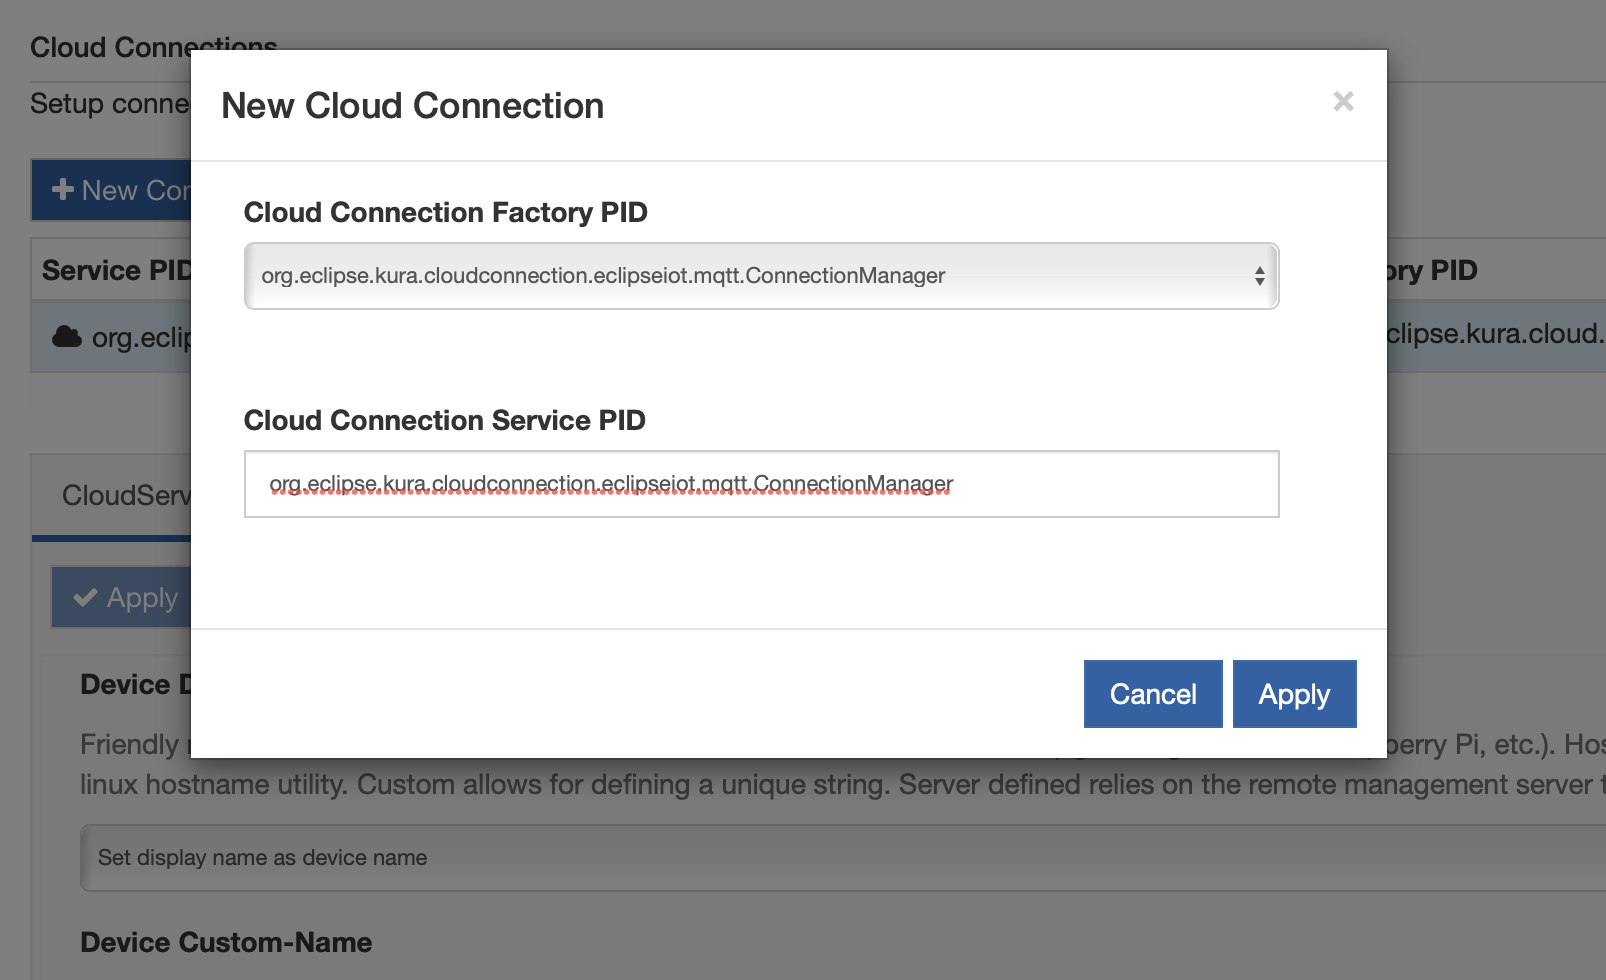 Cloud Connections
Setup conne
New Cloud Connection
×
New Cor
Cloud Connection Factory PID
org.eclipse.kura.cloudconnection.eclipseiot.mqtt.ConnectionManager
Service PID
ory PID
org.eclip
clipse.kura.cloud.
Cloud Connection Service PID
org.eclipse.kura.cloudconnection.eclipseiot.mqtt.ConnectionManager
CloudServ
Apply
Cancel
Apply
Device D
Friendly
berry Pi, etc.). Hos
linux hostname utility. Custom allows for defining a unique string. Server defined relies on the remote management server t
Set display name as device name
Device Custom-Name